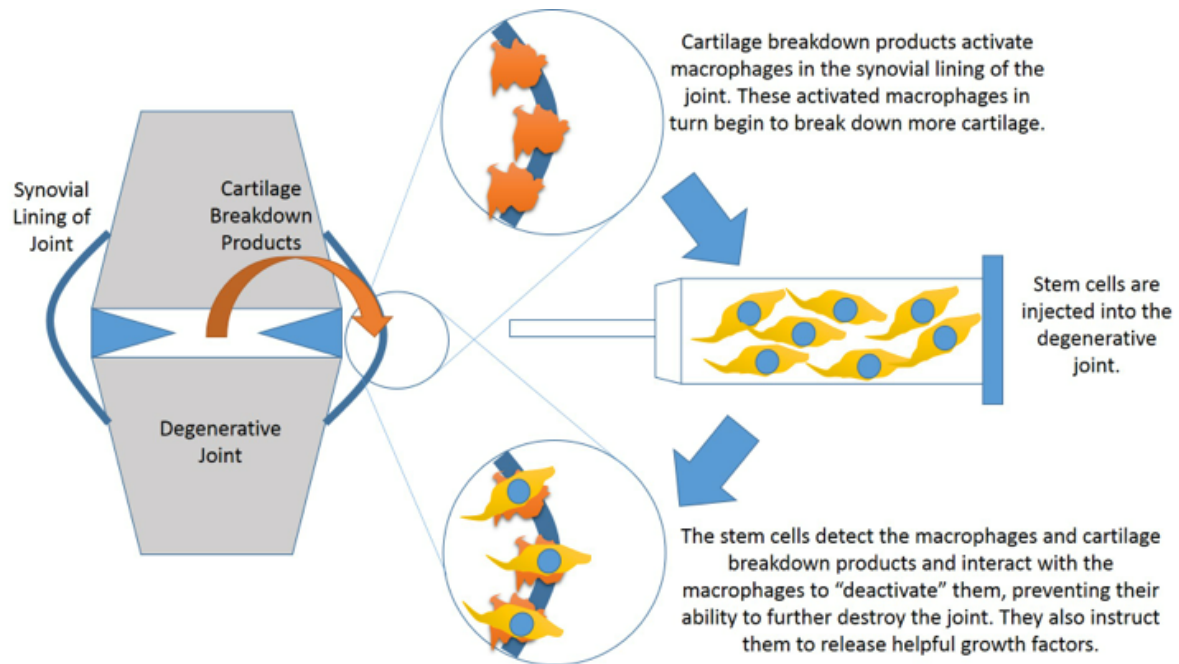 Cartilage breakdown products activate
macrophages in the synovial lining of the
joint. These activated macrophages in
turn begin to break down more cartilage.
Synovial
Lining of
Joint
Cartilage
Breakdown
Products
Stem cells are
injected into the
degenerative
joint.
Degenerative
Joint
The stem cells detect the macrophages and cartilage
breakdown products and interact with the
macrophages to “deactivate” them, preventing their
ability to further destroy the joint. They also instruct
them to release helpful growth factors.